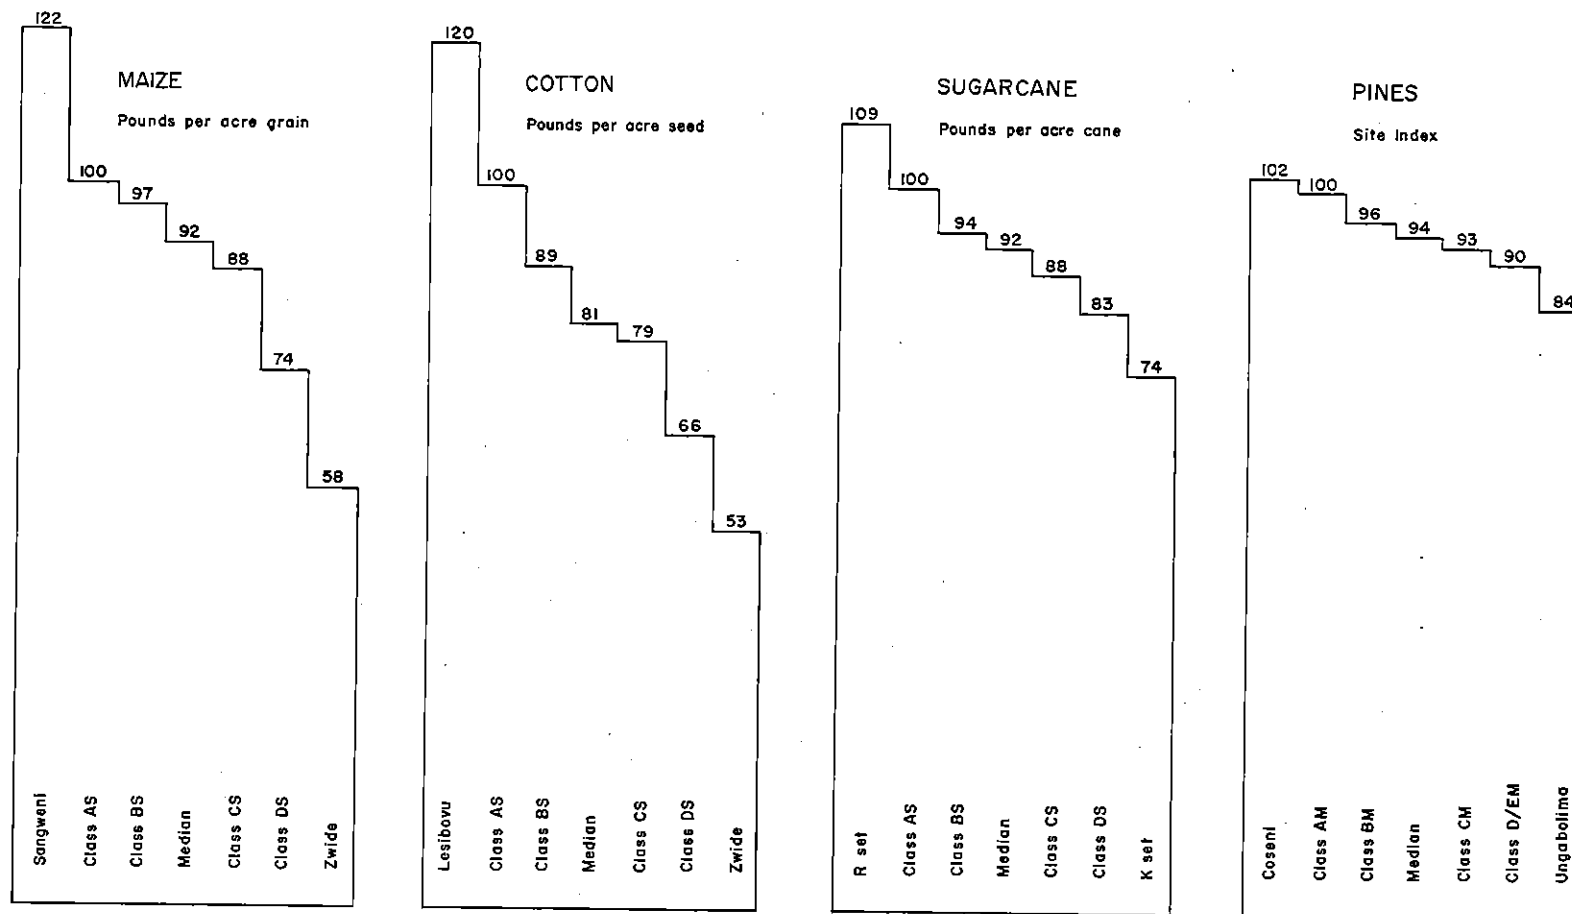 MAIZE
Pounds per acre grain
122
100
97
92
88
74
58
Sangweni
Class AS
Class BS
Median
Class CS
Class DS
Zwide
COTTON
Pounds per acre seed
120
100
89
81
79
66
53
Lesibovu
Class AS
Class BS
Median
Class CS
Class DS
Zwide
SUGARCANE
Pounds per acre cane
109
100
94
92
88
83
74
R set
Class AS
Class BS
Median
Class CS
Class DS
K set
PINES
Site Index
102
100
96
94
93
90
84
Coseni
Class AM
Class BM
Median
Class CM
Class D/EM
Ungabolima